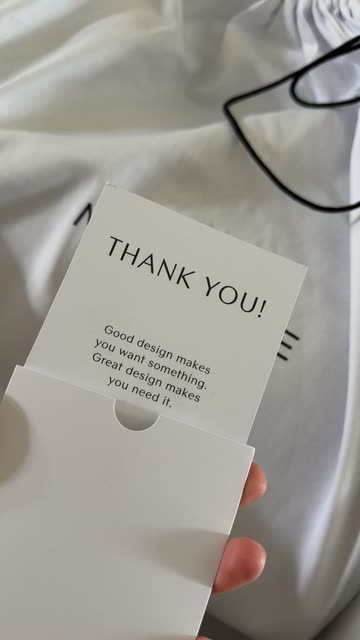 THANK YOU!
Good design makes
you want something.
Great design makes
you need it.